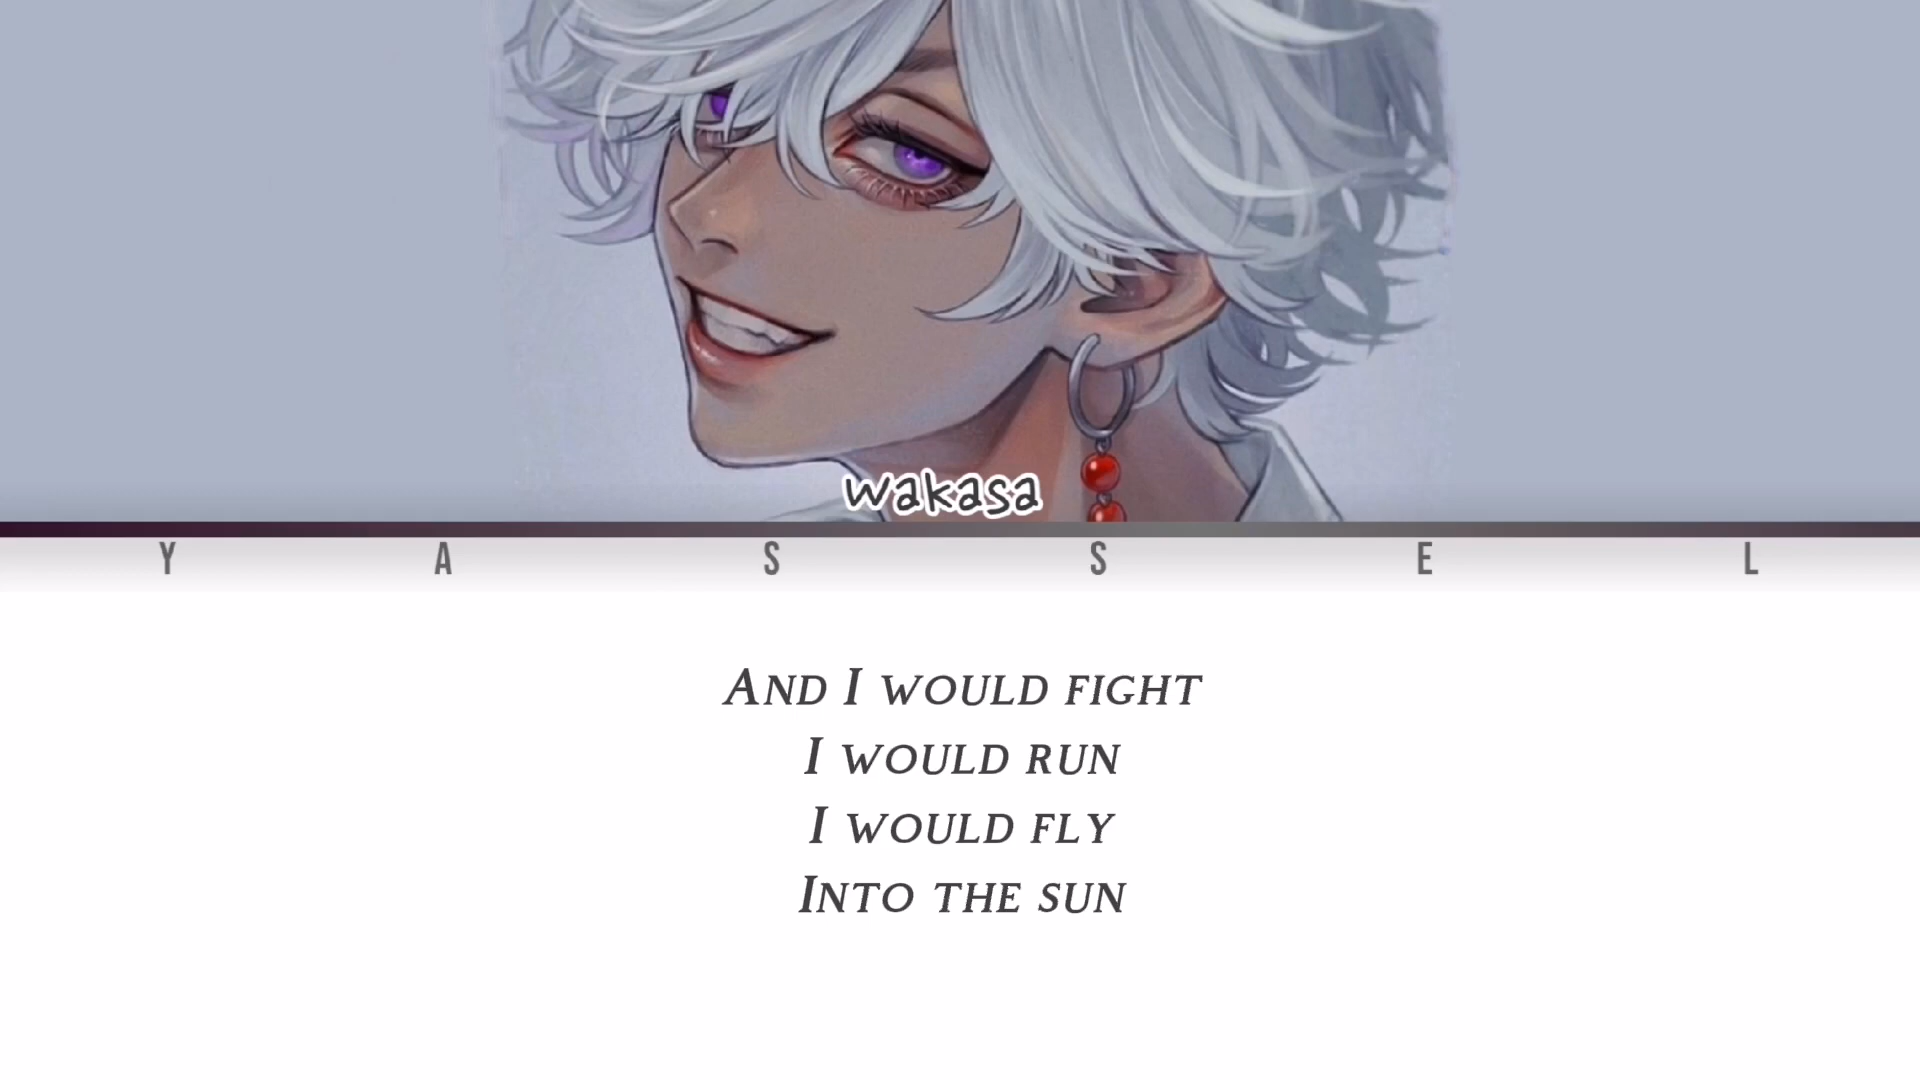 wakasa
Y A S S E L
AND I WOULD FIGHT
I WOULD RUN
I WOULD FLY
INTO THE SUN